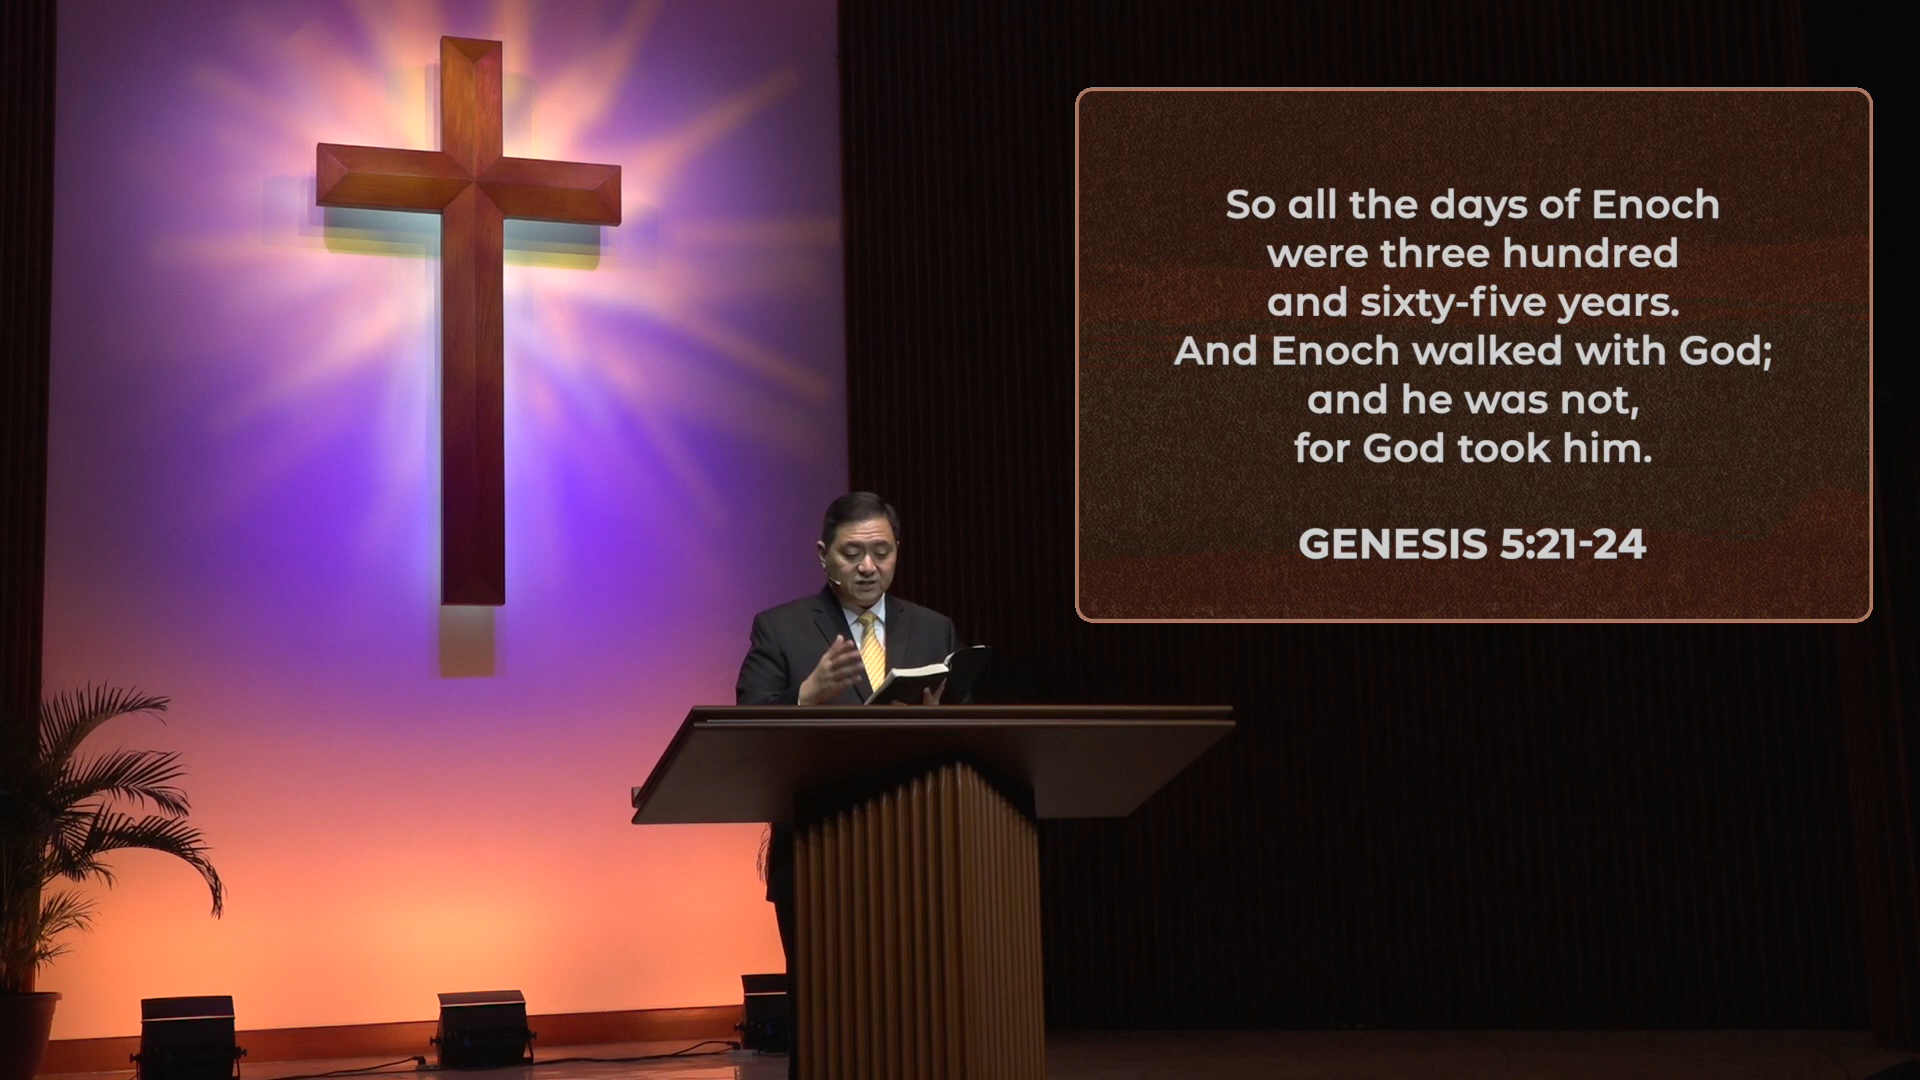 So all the days of Enoch
were three hundred
and sixty-five years.
And Enoch walked with God;
and he was not,
for God took him.
GENESIS 5:21-24